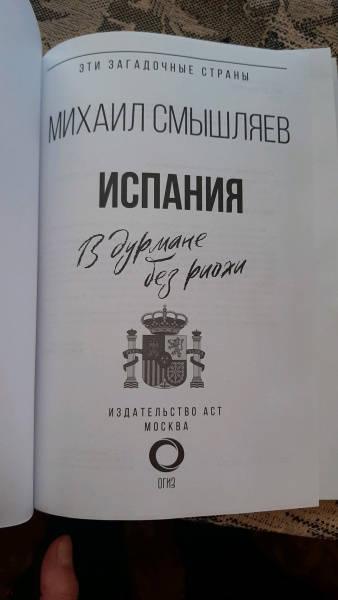 ЭТИ ЗАГАДОЧНЫЕ СТРАНЫ
МИХАИЛ СМЫШЛЯЕВ
ИСПАНИЯ
В дурмане
без риохи
ИЗДАТЕЛЬСТВО АСТ
МОСКВА
ОГИЗ